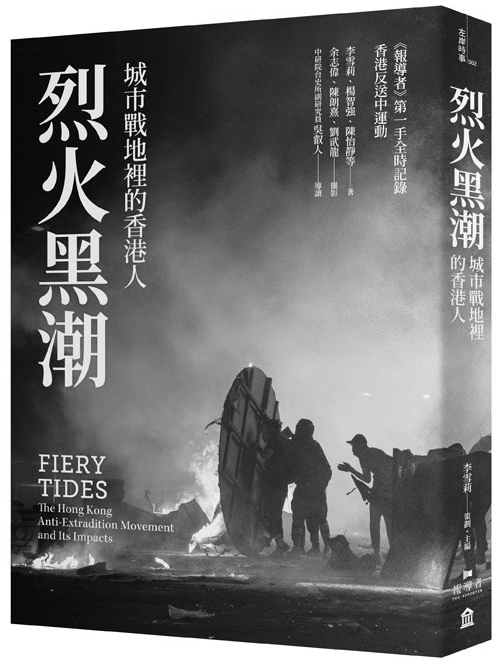 烈火黑潮
城市戰地裡的香港人
《報導者》第一手全時記錄
香港反送中運動
李雪莉、楊智強、陳怡靜等——著
余志偉、陳朗熹、劉貳龍——攝影
中研院台史所副研究員 吳叡人——導讀
FIERY
TIDES
The Hong Kong
Anti-Extradition Movement
and Its Impacts
左岸時事
302
烈火黑潮
城市戰地裡
的香港人
李雪莉——策劃・主編
報導者
THE REPORTER